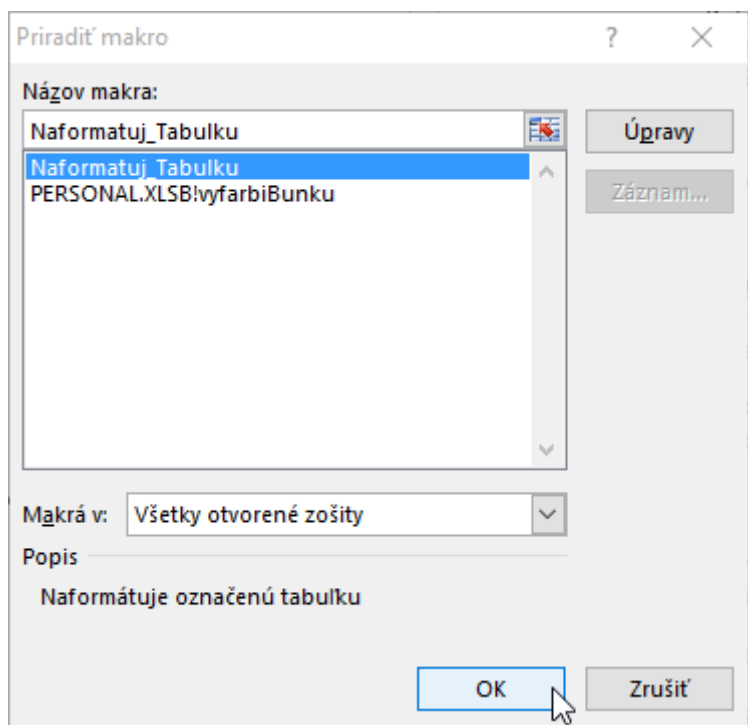 Priradiť makro
?
Názov makra:
Naformatuj_Tabulku
Úpravy
Naformatuj_Tabulku
PERSONAL.XLSB!vyfarbiBunku
Záznam...
Makrá v: Všetky otvorené zošity
Popis
Naformátuje označenú tabuľku
OK
Zrušiť